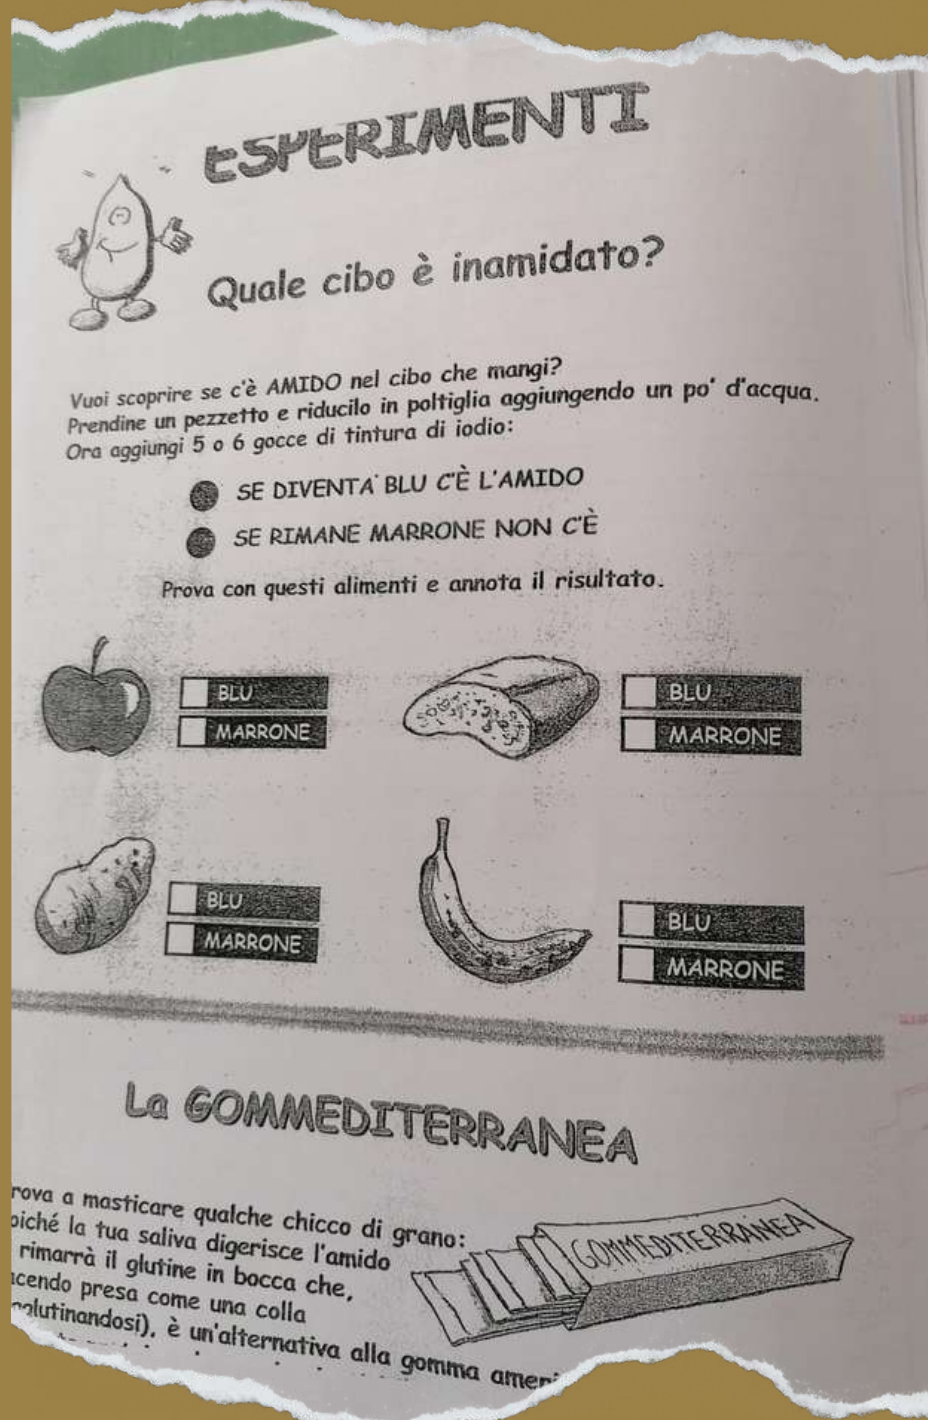 ESPERIMENTI
Quale cibo è inamidato?
Vuoi scoprire se c'è AMIDO nel cibo che mangi?
Prendine un pezzetto e riducilo in poltiglia aggiungendo un po' d'acqua.
Ora aggiungi 5 o 6 gocce di tintura di iodio:
SE DIVENTA' BLU C'È L'AMIDO
SE RIMANE MARRONE NON C'È
Prova con questi alimenti e annota il risultato.
BLU
MARRONE
BLU
MARRONE
BLU
MARRONE
BLU
MARRONE
La GOMMEDITERRANEA
rova a masticare qualche chicco di grano:
oiché la tua saliva digerisce l'amido
rimarrà il glutine in bocca che,
cendo presa come una colla
glutinandosi), è un'alternativa alla gomma ameri
GOMMEDITERRANEA